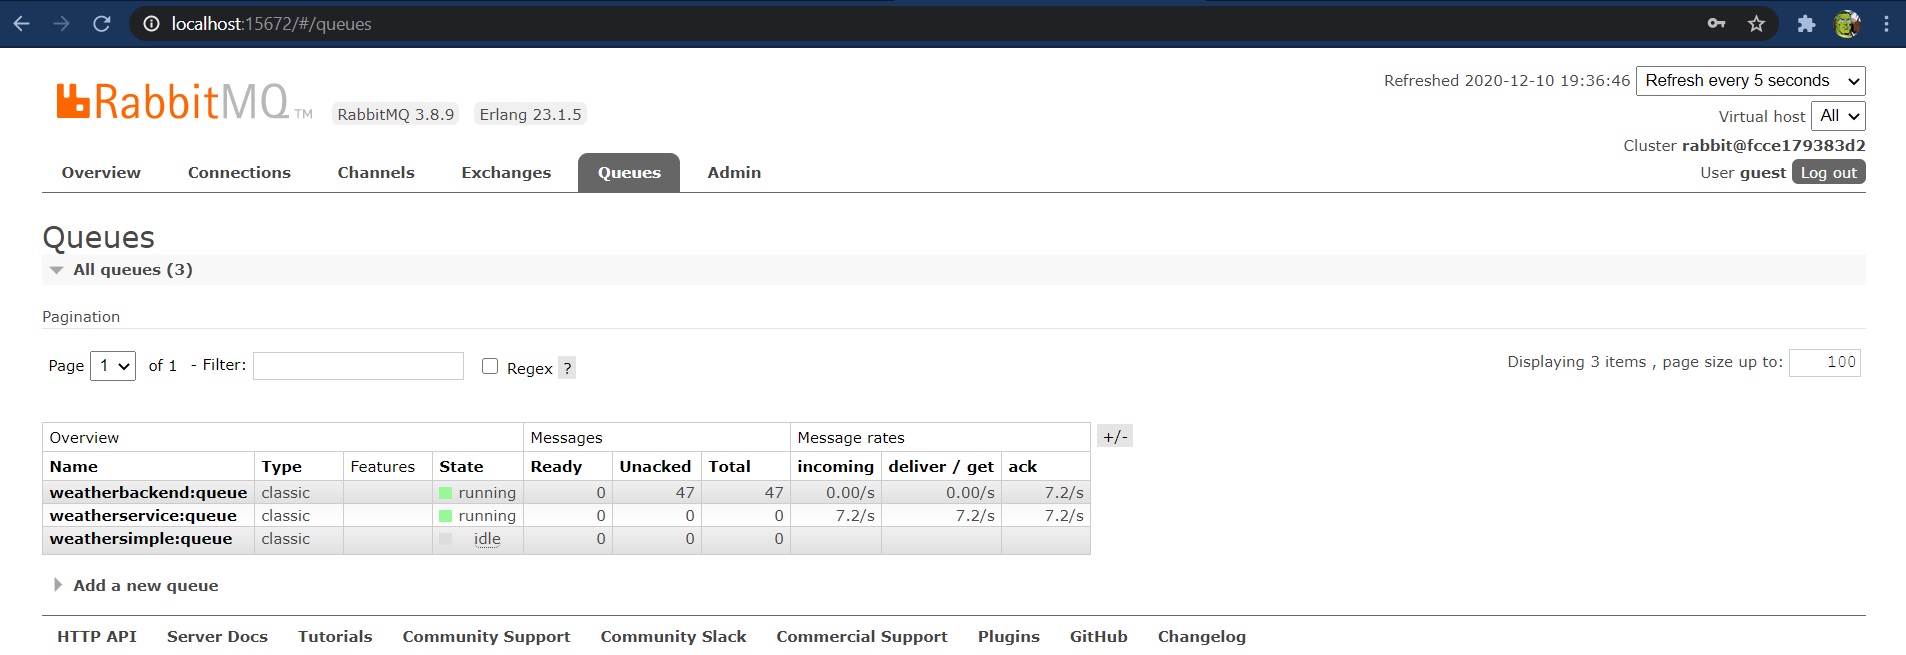 localhost:15672/#/queues
RabbitMQ TM RabbitMQ 3.8.9 Erlang 23.1.5
Refreshed 2020-12-10 19:36:46 Refresh every 5 seconds
Virtual host All
Cluster rabbit@fcce179383d2
User guest Log out
Overview Connections Channels Exchanges Queues Admin
Queues
All queues (3)
Pagination
Page 1 of 1 - Filter: Regex ? Displaying 3 items , page size up to: 100
Overview Messages Message rates +/-
Name Type Features State Ready Unacked Total incoming deliver / get ack
weatherbackend:queue classic running 0 47 47 0.00/s 0.00/s 7.2/s
weatherservice:queue classic running 0 0 0 7.2/s 7.2/s 7.2/s
weathersimple:queue classic idle 0 0 0
Add a new queue
HTTP API Server Docs Tutorials Community Support Community Slack Commercial Support Plugins GitHub Changelog